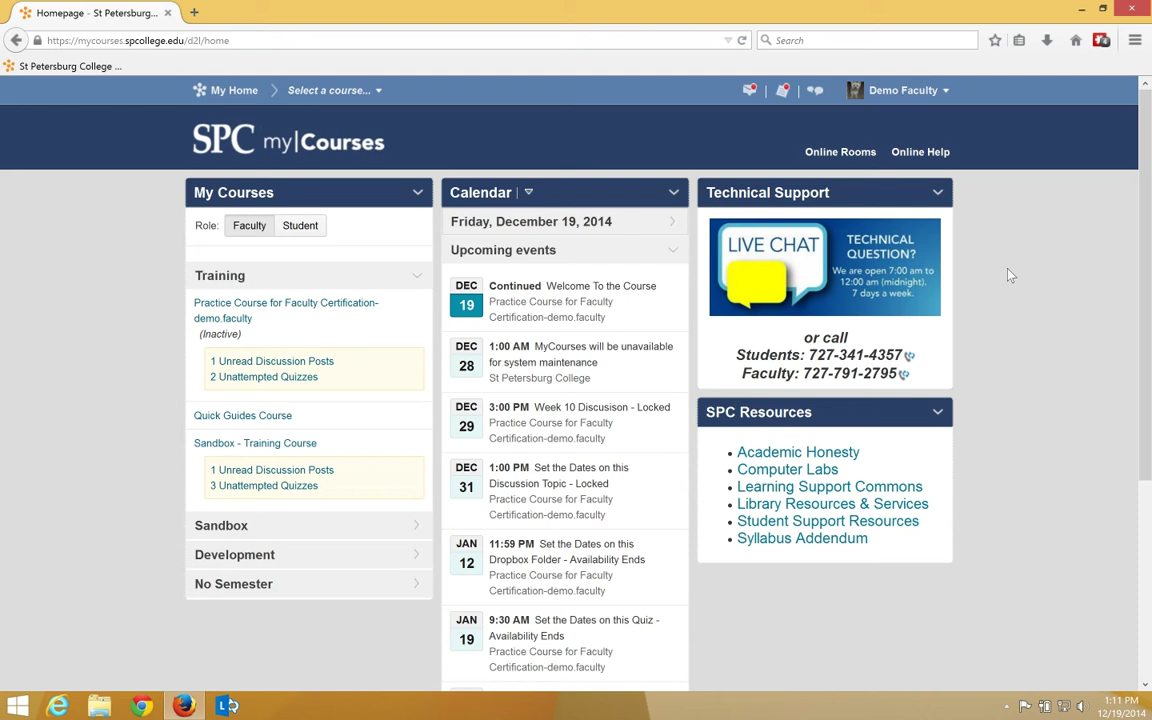 Homepage - St Petersburg...
https://mycourses.spcollege.edu/d2l/home
Search
St Petersburg College ...
My Home
Select a course...
Demo Faculty
SPC my|Courses
Online Rooms
Online Help
My Courses
Role: Faculty Student
Training
Practice Course for Faculty Certification-
demo.faculty
(Inactive)
1 Unread Discussion Posts
2 Unattempted Quizzes
Quick Guides Course
Sandbox - Training Course
1 Unread Discussion Posts
3 Unattempted Quizzes
Sandbox
Development
No Semester
Calendar
Friday, December 19, 2014
Upcoming events
DEC
19
Continued Welcome To the Course
Practice Course for Faculty
Certification-demo.faculty
DEC
28
1:00 AM MyCourses will be unavailable
for system maintenance
St Petersburg College
DEC
29
3:00 PM Week 10 Discusison - Locked
Practice Course for Faculty
Certification-demo.faculty
DEC
31
1:00 PM Set the Dates on this
Discussion Topic - Locked
Practice Course for Faculty
Certification-demo.faculty
JAN
12
11:59 PM Set the Dates on this
Dropbox Folder - Availability Ends
Practice Course for Faculty
Certification-demo.faculty
JAN
19
9:30 AM Set the Dates on this Quiz -
Availability Ends
Practice Course for Faculty
Certification-demo.faculty
Technical Support
LIVE CHAT
TECHNICAL
QUESTION?
We are open 7:00 am to
12:00 am (midnight).
7 days a week.
or call
Students: 727-341-4357
Faculty: 727-791-2795
SPC Resources
Academic Honesty
Computer Labs
Learning Support Commons
Library Resources & Services
Student Support Resources
Syllabus Addendum
1:11 PM
12/19/2014